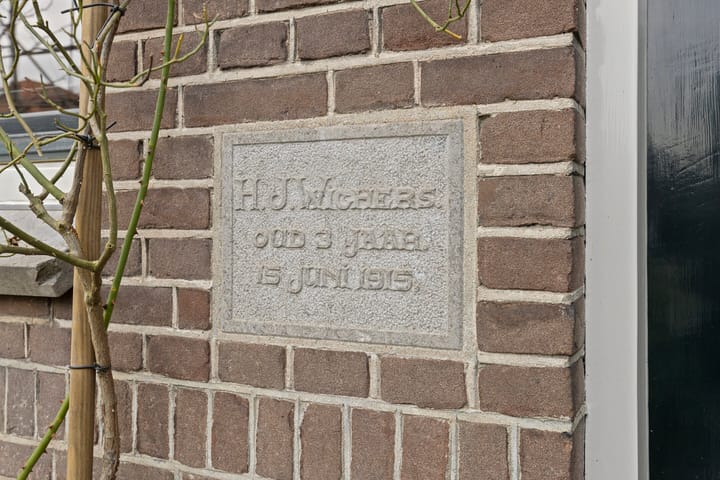 H. J. WICHERS.
OUD 3 JAAR.
15 JUNI 1915.